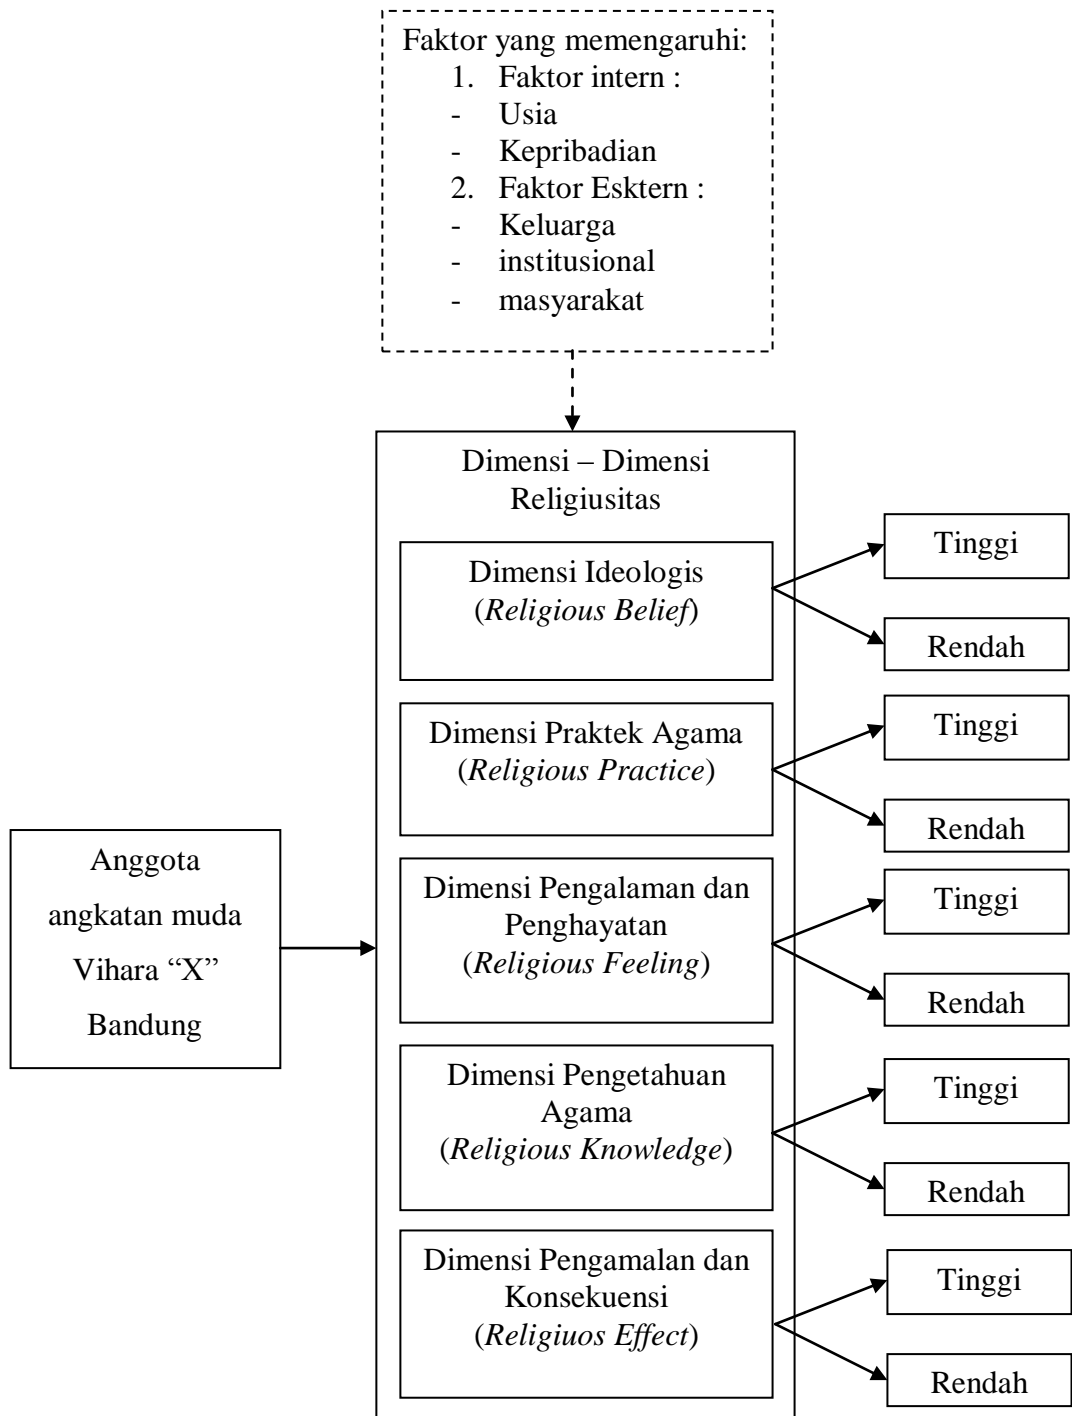 Faktor yang memengaruhi:
1. Faktor intern :
- Usia
- Kepribadian
2. Faktor Esktern :
- Keluarga
- institusional
- masyarakat
Dimensi – Dimensi
Religiusitas
Dimensi Ideologis
(Religious Belief)
Tinggi
Rendah
Dimensi Praktek Agama
(Religious Practice)
Tinggi
Rendah
Anggota
angkatan muda
Vihara “X”
Bandung
Dimensi Pengalaman dan
Penghayatan
(Religious Feeling)
Tinggi
Rendah
Dimensi Pengetahuan
Agama
(Religious Knowledge)
Tinggi
Rendah
Dimensi Pengamalan dan
Konsekuensi
(Religiuos Effect)
Tinggi
Rendah